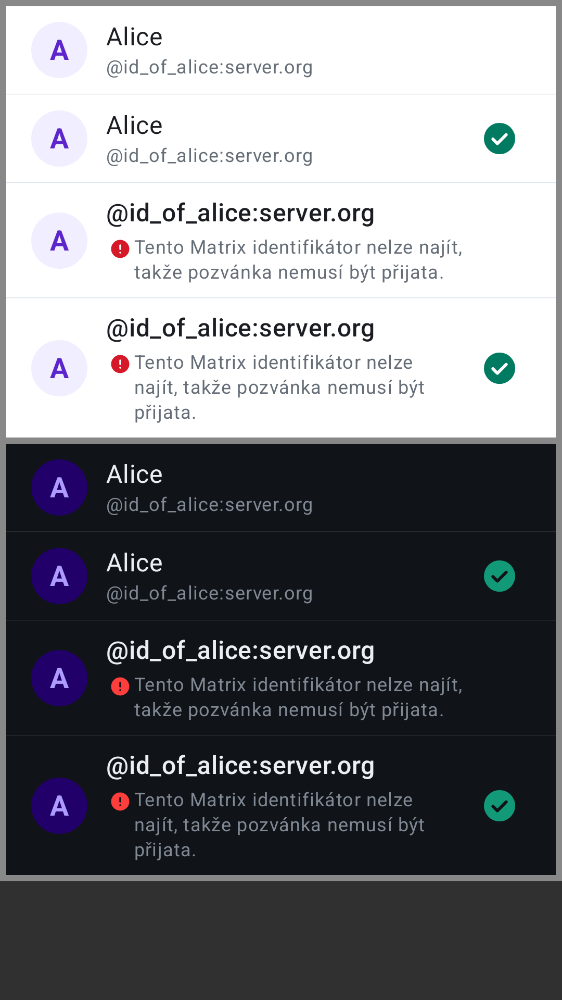 A
Alice
@id_of_alice:server.org
A
Alice
@id_of_alice:server.org
A
@id_of_alice:server.org
Tento Matrix identifikátor nelze najít,
takže pozvánka nemusí být přijata.
A
@id_of_alice:server.org
Tento Matrix identifikátor nelze
najít, takže pozvánka nemusí být
přijata.
A
Alice
@id_of_alice:server.org
A
Alice
@id_of_alice:server.org
A
@id_of_alice:server.org
Tento Matrix identifikátor nelze najít,
takže pozvánka nemusí být přijata.
A
@id_of_alice:server.org
Tento Matrix identifikátor nelze
najít, takže pozvánka nemusí být
přijata.